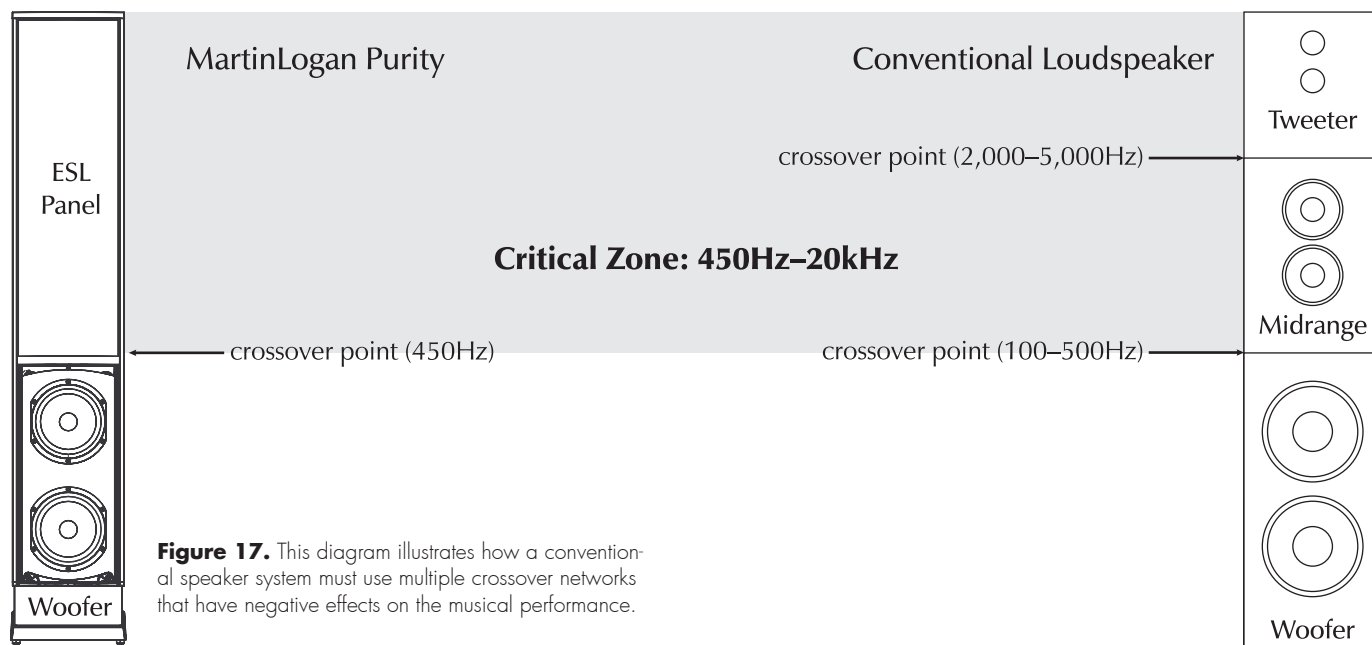 MartinLogan Purity
Conventional Loudspeaker
Tweeter
crossover point (2,000–5,000Hz)
ESL
Panel
Critical Zone: 450Hz–20kHz
Midrange
crossover point (450Hz)
crossover point (100–500Hz)
Figure 17. This diagram illustrates how a convention-
al speaker system must use multiple crossover networks
that have negative effects on the musical performance.
Woofer
Woofer